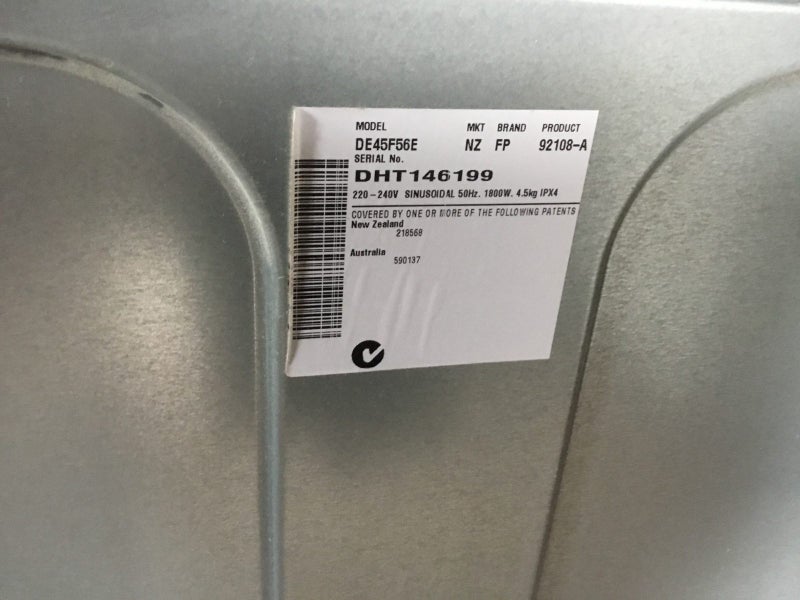 MODEL MKT BRAND PRODUCT
DE45F56E NZ FP 92108-A
SERIAL No.
DHT146199
220-240V SINUSOIDAL 50Hz. 1800W. 4.5kg IPX4
COVERED BY ONE OR MORE OF THE FOLLOWING PATENTS
New Zealand
218568
Australia
590137